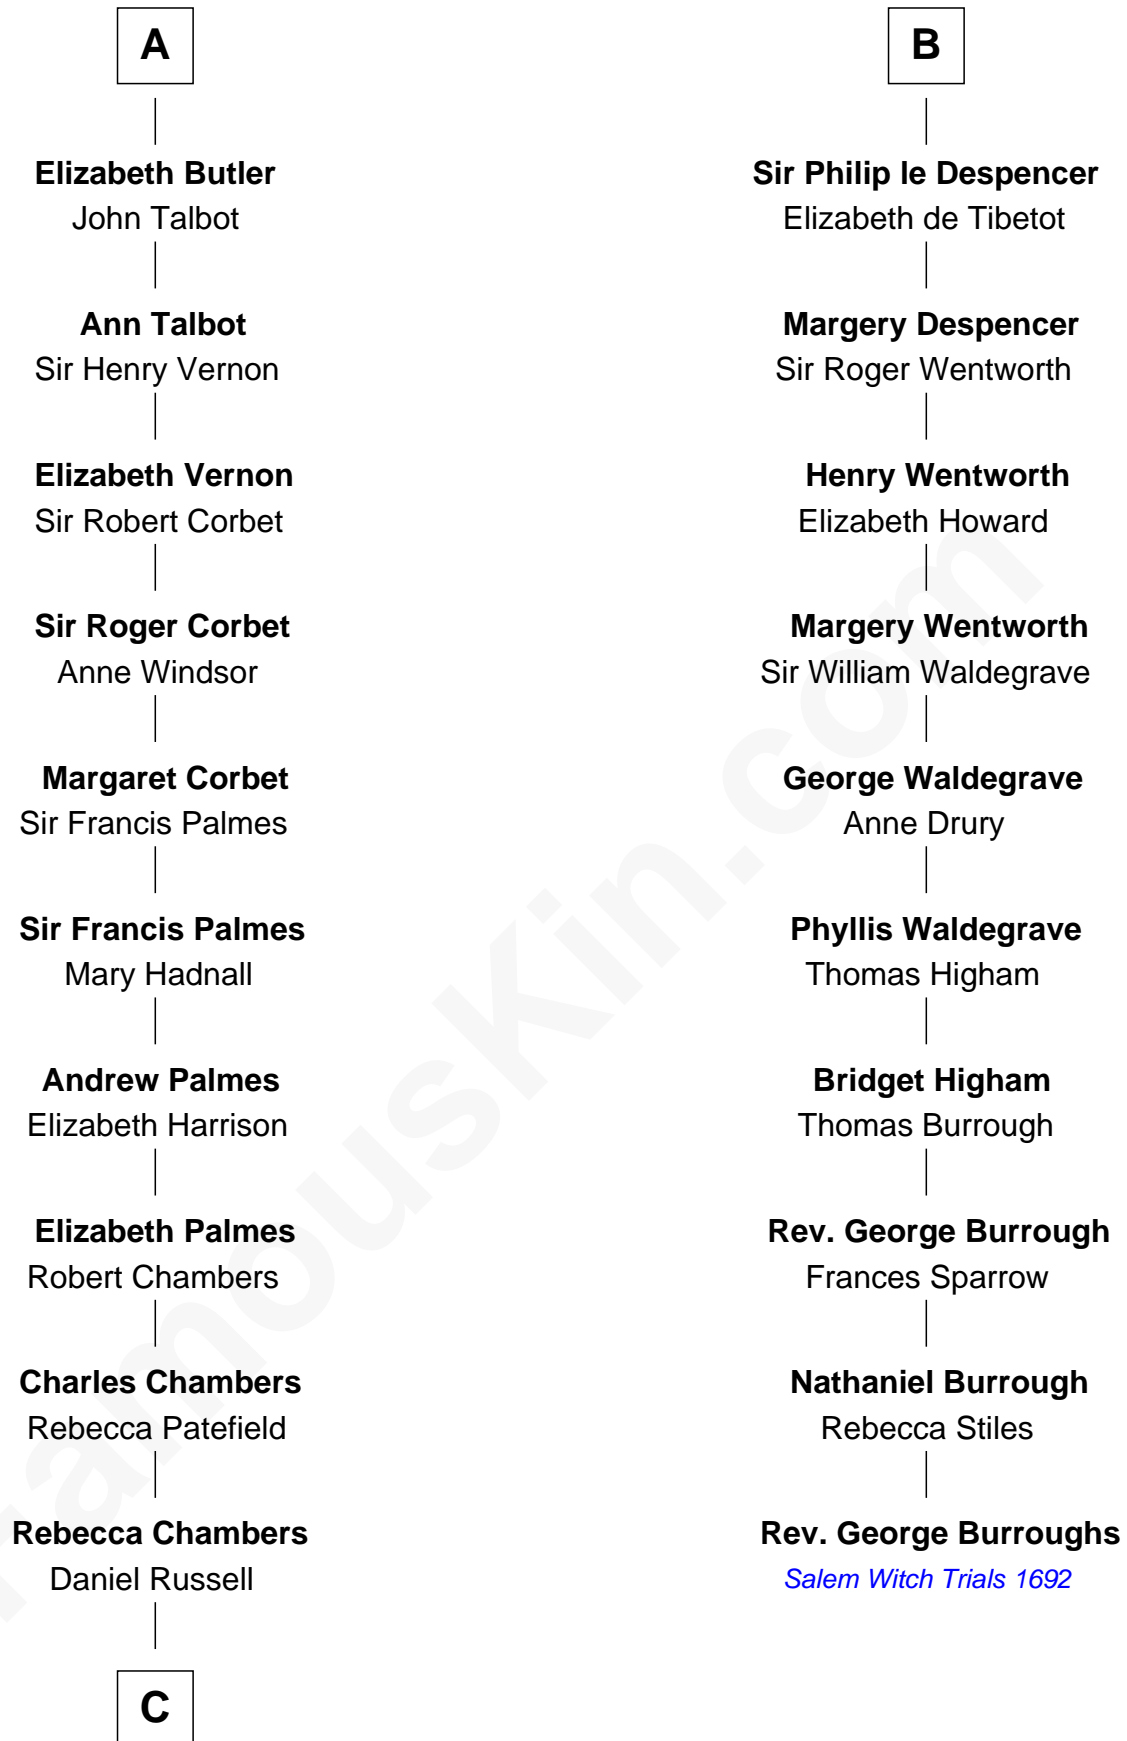 A
Elizabeth Butler
John Talbot
Ann Talbot
Sir Henry Vernon
Elizabeth Vernon
Sir Robert Corbet
Sir Roger Corbet
Anne Windsor
Margaret Corbet
Sir Francis Palmes
Sir Francis Palmes
Mary Hadnall
Andrew Palmes
Elizabeth Harrison
Elizabeth Palmes
Robert Chambers
Charles Chambers
Rebecca Patefield
Rebecca Chambers
Daniel Russell
C
B
Sir Philip le Despencer
Elizabeth de Tibetot
Margery Despencer
Sir Roger Wentworth
Henry Wentworth
Elizabeth Howard
Margery Wentworth
Sir William Waldegrave
George Waldegrave
Anne Drury
Phyllis Waldegrave
Thomas Higham
Bridget Higham
Thomas Burrough
Rev. George Burrough
Frances Sparrow
Nathaniel Burrough
Rebecca Stiles
Rev. George Burroughs
Salem Witch Trials 1692
FamousKin.com